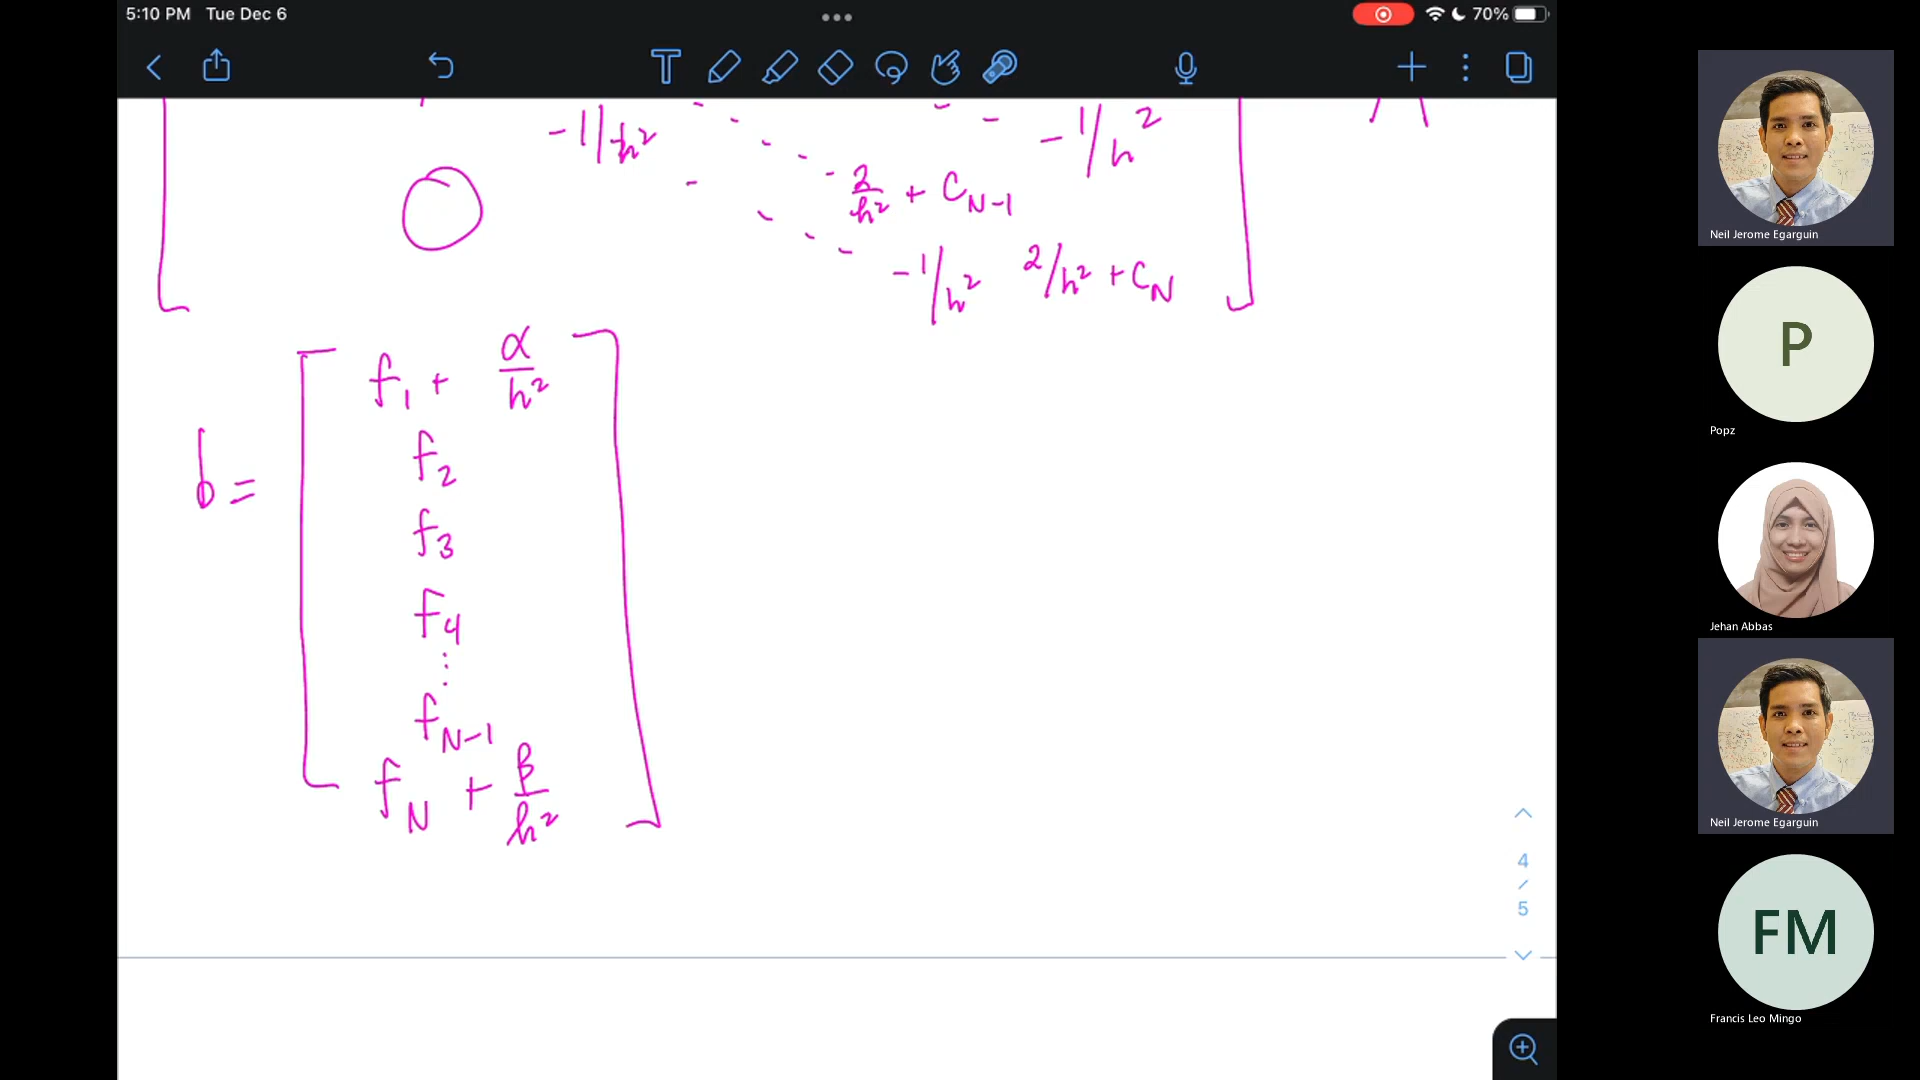 5:10 PM Tue Dec 6
70%
-1/h² -1/h²
2/h² + C_{N-1}
-1/h² 2/h² + C_N
b =
f₁ + α/h²
f₂
f₃
f₄
⋮
f_{N-1}
f_N + β/h²
4
/
5
Neil Jerome Egarguin
P
Popz
Jehan Abbas
Neil Jerome Egarguin
FM
Francis Leo Mingo